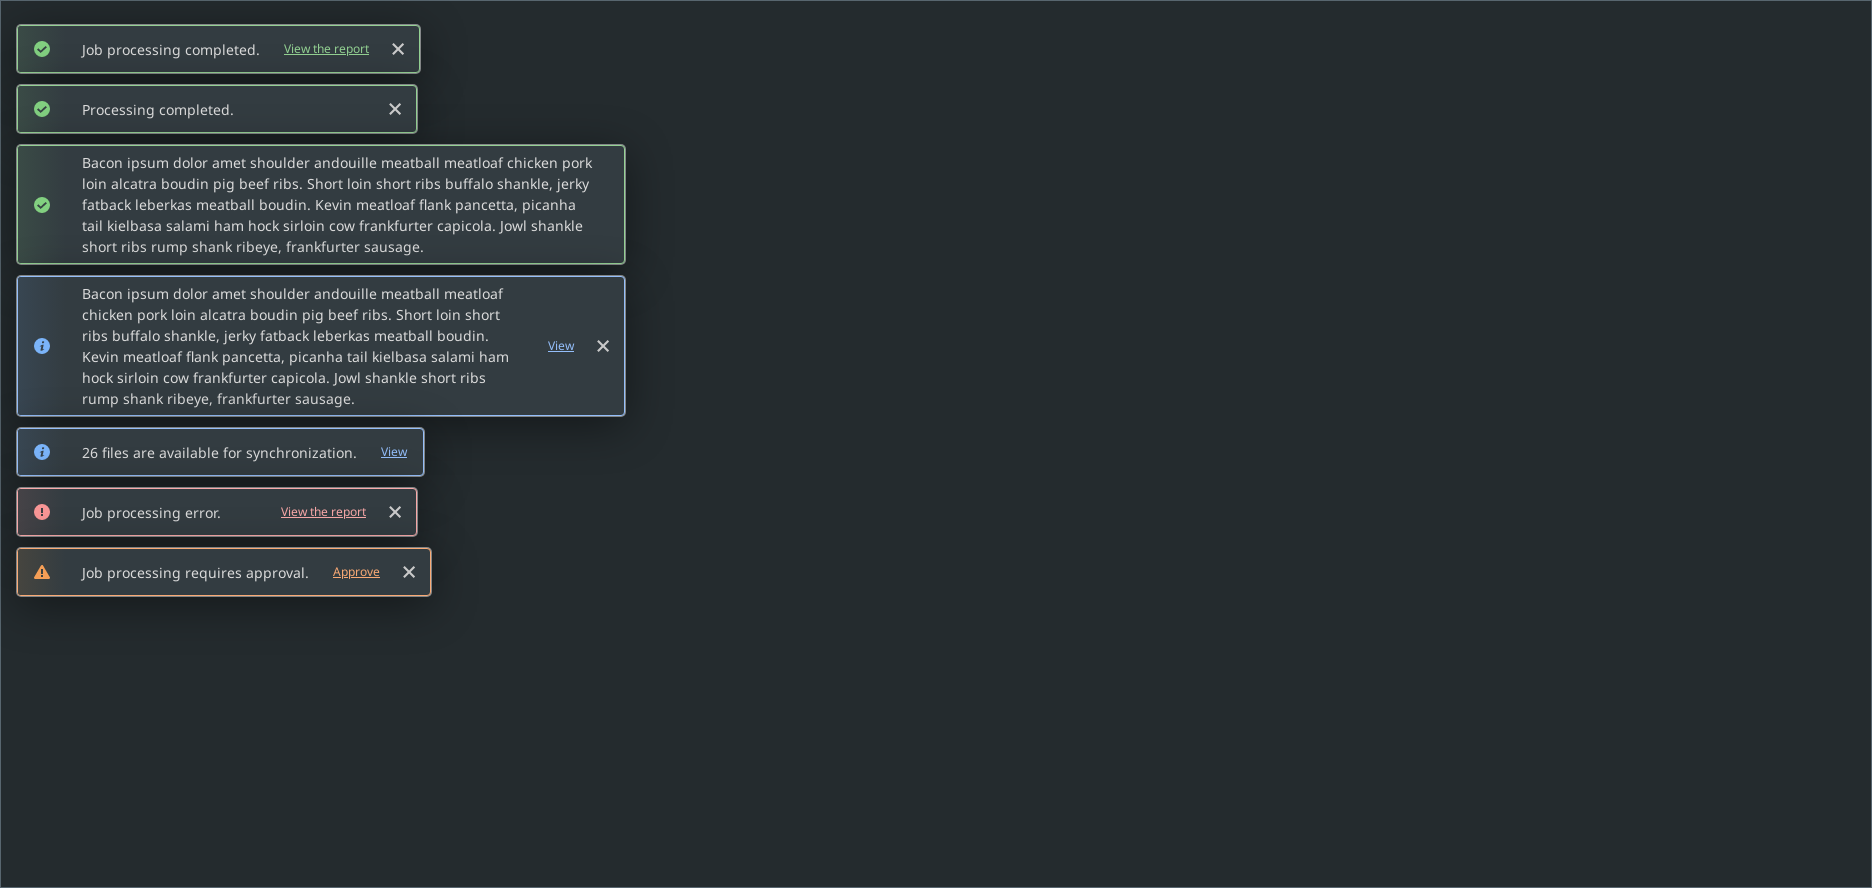 Job processing completed. View the report
Processing completed.
Bacon ipsum dolor amet shoulder andouille meatball meatloaf chicken pork
loin alcatra boudin pig beef ribs. Short loin short ribs buffalo shankle, jerky
fatback leberkas meatball boudin. Kevin meatloaf flank pancetta, picanha
tail kielbasa salami ham hock sirloin cow frankfurter capicola. Jowl shankle
short ribs rump shank ribeye, frankfurter sausage.
Bacon ipsum dolor amet shoulder andouille meatball meatloaf
chicken pork loin alcatra boudin pig beef ribs. Short loin short
ribs buffalo shankle, jerky fatback leberkas meatball boudin.
Kevin meatloaf flank pancetta, picanha tail kielbasa salami ham
hock sirloin cow frankfurter capicola. Jowl shankle short ribs
rump shank ribeye, frankfurter sausage.
View
26 files are available for synchronization. View
Job processing error. View the report
Job processing requires approval. Approve